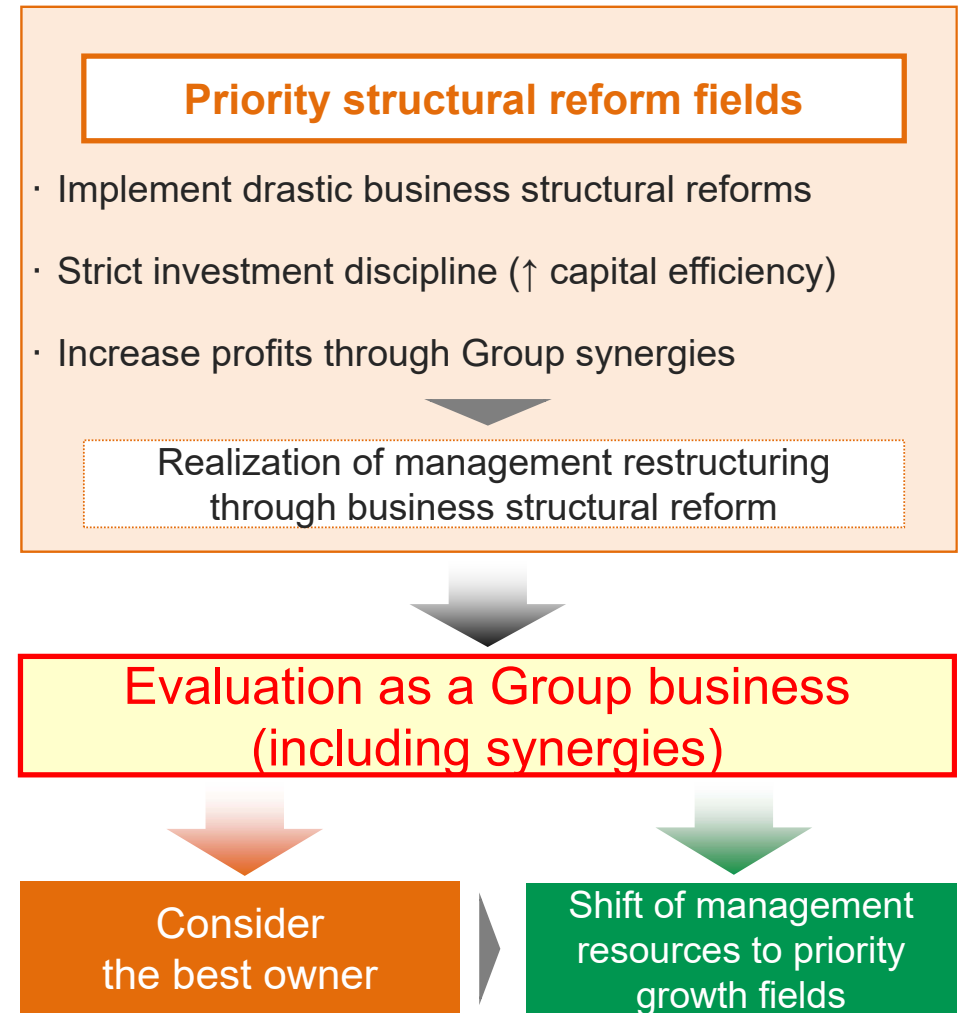 Priority structural reform fields
· Implement drastic business structural reforms
· Strict investment discipline (↑ capital efficiency)
· Increase profits through Group synergies
Realization of management restructuring
through business structural reform
Evaluation as a Group business
(including synergies)
Consider
the best owner
Shift of management
resources to priority
growth fields